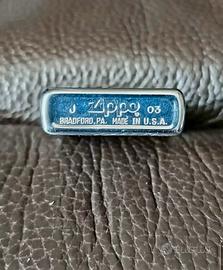 J Zippo 03
BRADFORD, PA. MADE IN U.S.A.